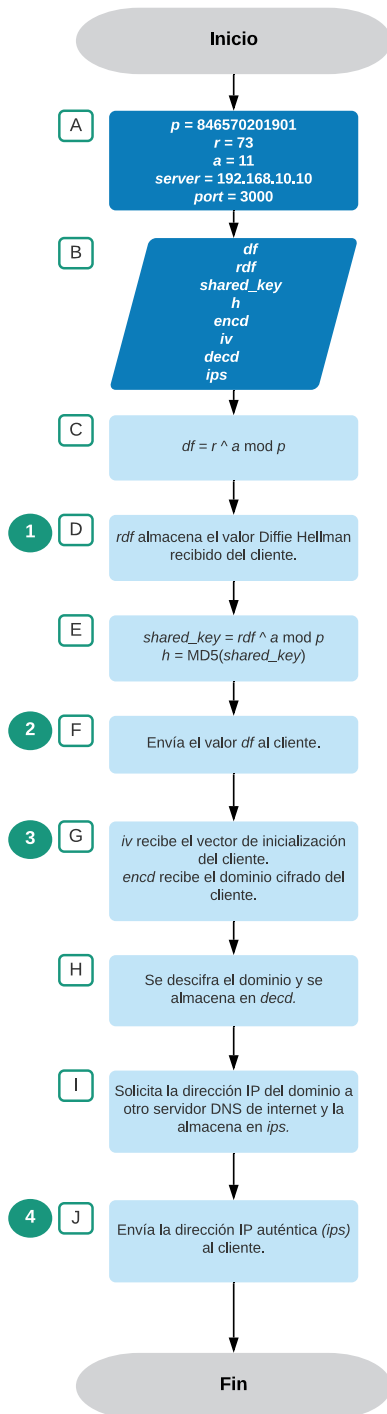 Inicio
A
p = 846570201901
r = 73
a = 11
server = 192.168.10.10
port = 3000
B
df
rdf
shared_key
h
encd
iv
decd
ips
C
df = r ^ a mod p
1
D
rdf almacena el valor Diffie Hellman
recibido del cliente.
E
shared_key = rdf ^ a mod p
h = MD5(shared_key)
2
F
Envía el valor df al cliente.
3
G
iv recibe el vector de inicialización
del cliente.
encd recibe el dominio cifrado del
cliente.
H
Se descifra el dominio y se
almacena en decd.
I
Solicita la dirección IP del dominio a
otro servidor DNS de internet y la
almacena en ips.
4
J
Envía la dirección IP auténtica (ips)
al cliente.
Fin